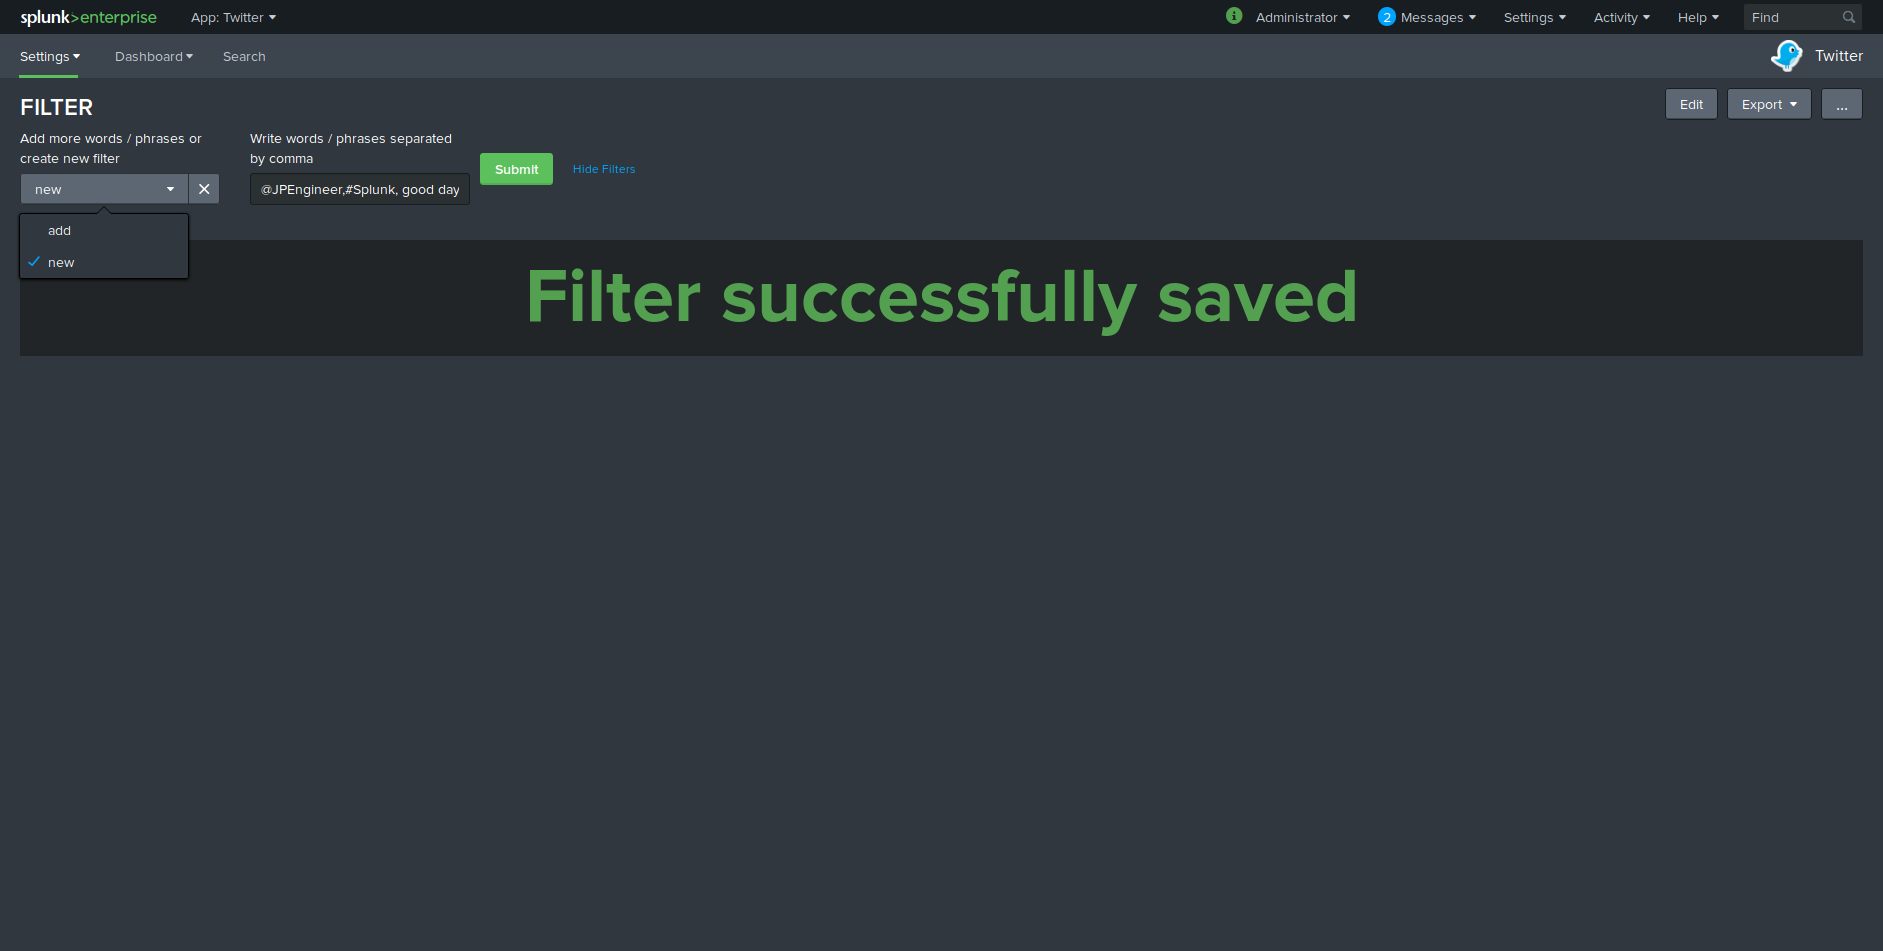 splunk>enterprise App: Twitter i Administrator 2 Messages Settings Activity Help Find
Settings Dashboard Search Twitter
FILTER Edit Export ...
Add more words / phrases or
create new filter
Write words / phrases separated
by comma
new
@JPEngineer,#Splunk, good day
Submit Hide Filters
add
new
Filter successfully saved